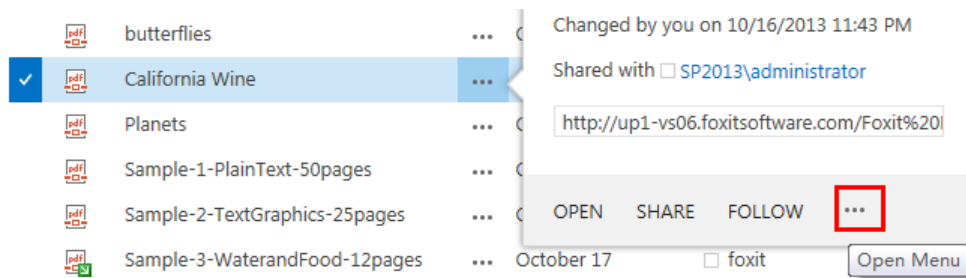 butterflies ...
California Wine ...
Planets ...
Sample-1-PlainText-50pages ...
Sample-2-TextGraphics-25pages ...
Sample-3-WaterandFood-12pages ... October 17 foxit
Changed by you on 10/16/2013 11:43 PM
Shared with SP2013\administrator
http://up1-vs06.foxitsoftware.com/Foxit%20
OPEN SHARE FOLLOW ...
Open Menu